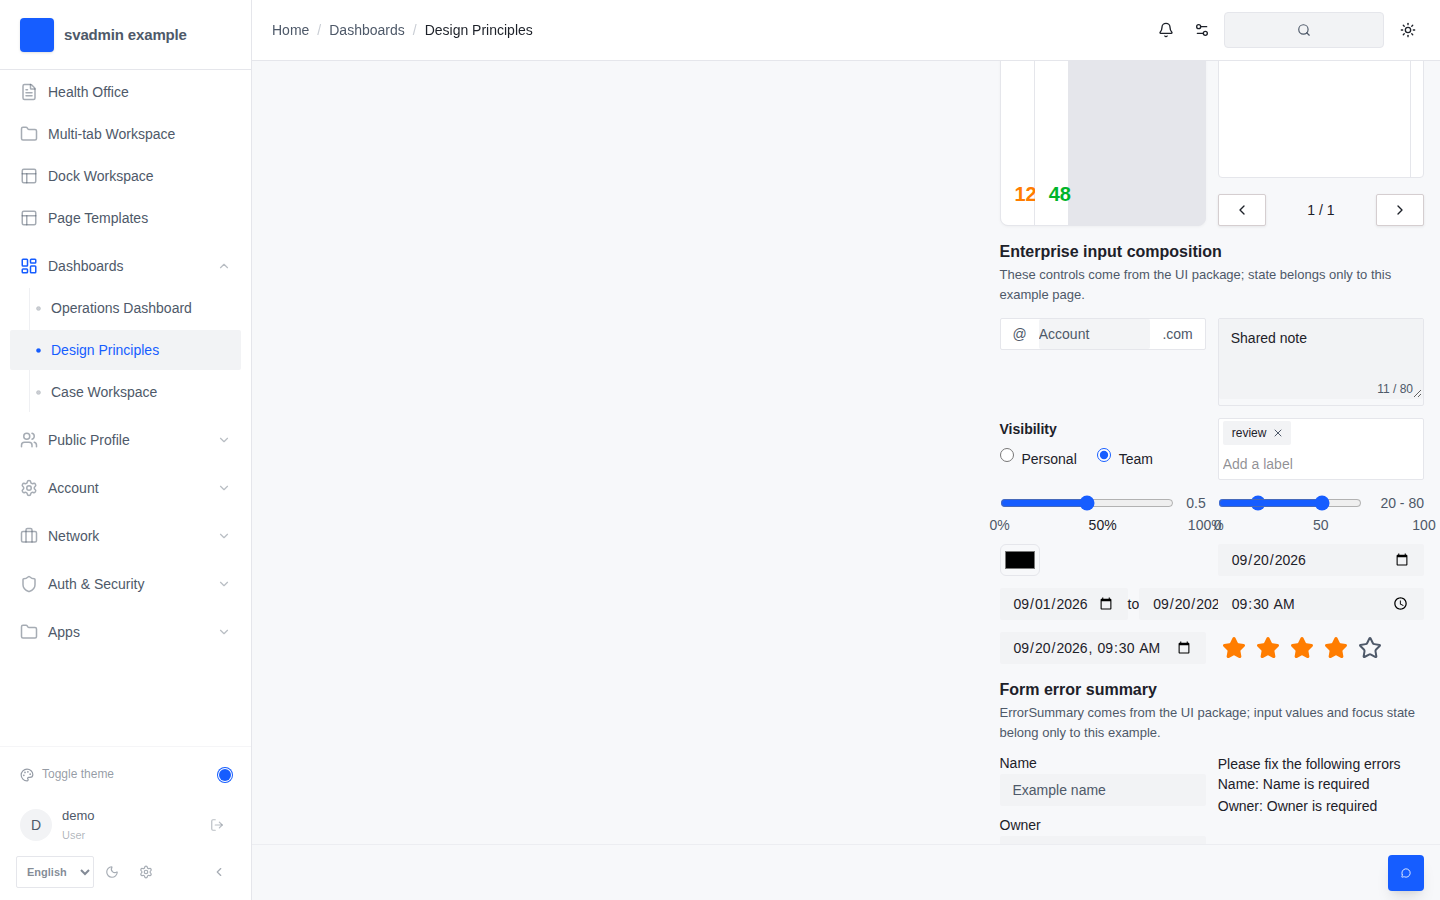 svadmin example
Home / Dashboards / Design Principles
Health Office
Multi-tab Workspace
Dock Workspace
Page Templates
Dashboards
Operations Dashboard
Design Principles
Case Workspace
Public Profile
Account
Network
Auth & Security
Apps
Toggle theme
D
demo
User
English
12 48
1 / 1
Enterprise input composition
These controls come from the UI package; state belongs only to this
example page.
@ Account .com
Shared note
11 / 80
Visibility
Personal Team
review
Add a label
0.5
0% 50% 100%
20 - 80
50 100
09/20/2026
09/01/2026 to 09/20/202
09:30 AM
09/20/2026, 09:30 AM
Form error summary
ErrorSummary comes from the UI package; input values and focus state
belong only to this example.
Name
Example name
Owner
Please fix the following errors
Name: Name is required
Owner: Owner is required